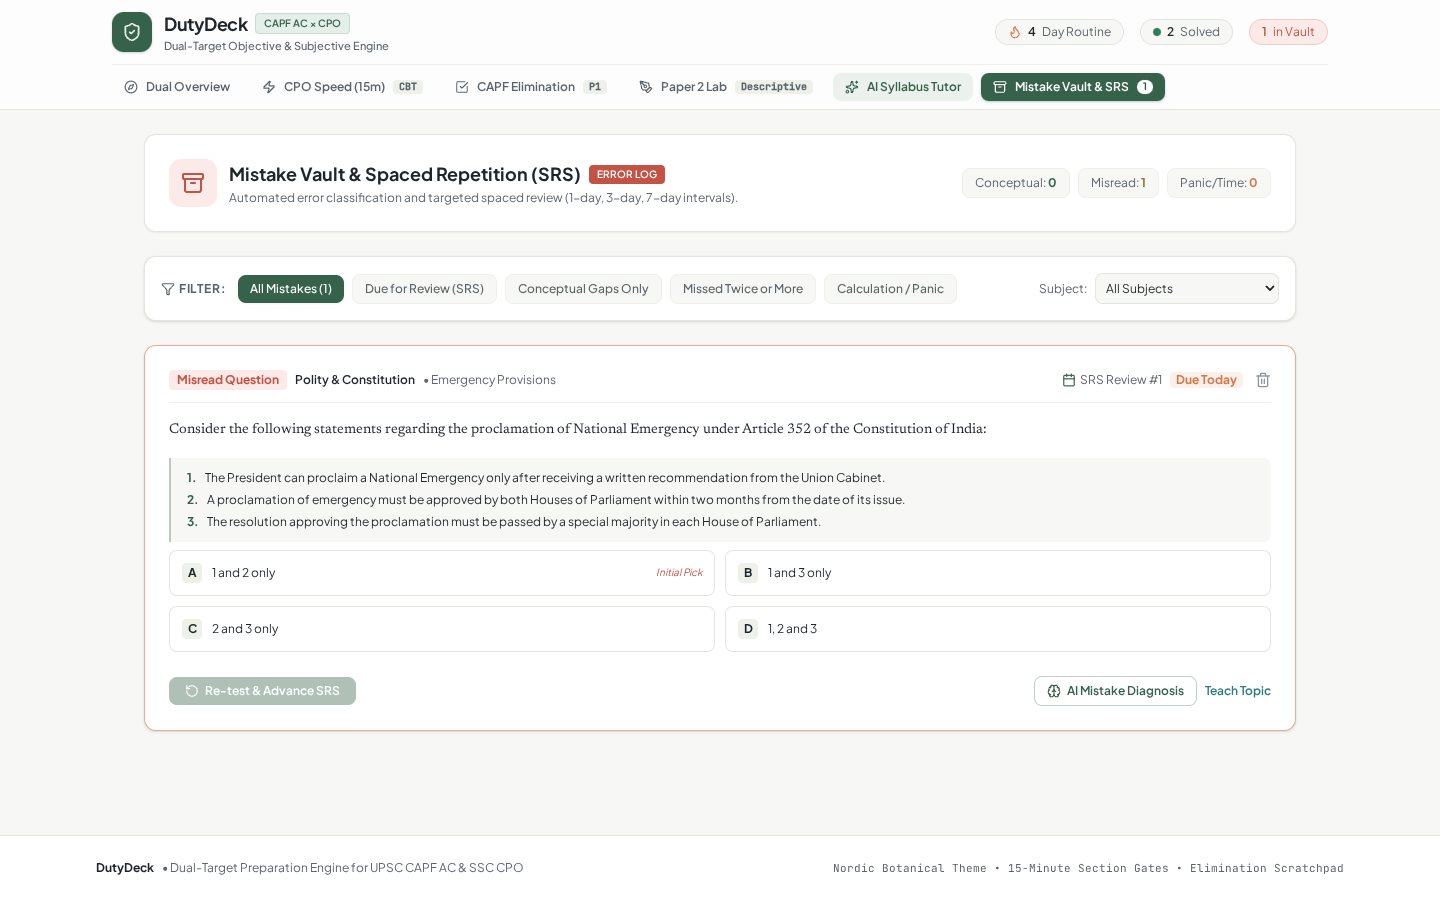 DutyDeck CAPF AC × CPO
Dual-Target Objective & Subjective Engine
4 Day Routine
2 Solved
1 in Vault
Dual Overview
CPO Speed (15m) CBT
CAPF Elimination P1
Paper 2 Lab Descriptive
AI Syllabus Tutor
Mistake Vault & SRS 1
Mistake Vault & Spaced Repetition (SRS) ERROR LOG
Automated error classification and targeted spaced review (1-day, 3-day, 7-day intervals).
Conceptual: 0
Misread: 1
Panic/Time: 0
FILTER:
All Mistakes (1)
Due for Review (SRS)
Conceptual Gaps Only
Missed Twice or More
Calculation / Panic
Subject: All Subjects
Misread Question Polity & Constitution • Emergency Provisions
SRS Review #1 Due Today
Consider the following statements regarding the proclamation of National Emergency under Article 352 of the Constitution of India:
1. The President can proclaim a National Emergency only after receiving a written recommendation from the Union Cabinet.
2. A proclamation of emergency must be approved by both Houses of Parliament within two months from the date of its issue.
3. The resolution approving the proclamation must be passed by a special majority in each House of Parliament.
A 1 and 2 only Initial Pick
B 1 and 3 only
C 2 and 3 only
D 1, 2 and 3
Re-test & Advance SRS
AI Mistake Diagnosis
Teach Topic
DutyDeck • Dual-Target Preparation Engine for UPSC CAPF AC & SSC CPO
Nordic Botanical Theme • 15-Minute Section Gates • Elimination Scratchpad